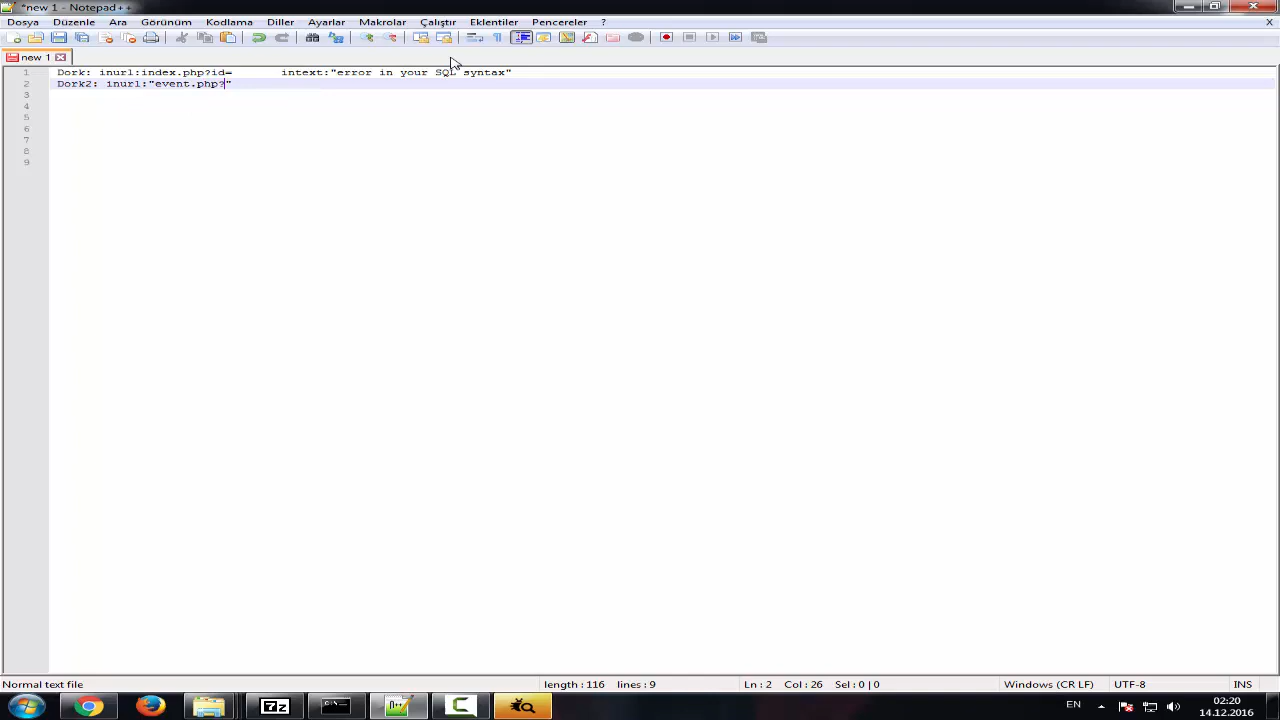 *new 1 - Notepad++
Dosya Düzenle Ara Görünüm Kodlama Diller Ayarlar Makrolar Çalıştır Eklentiler Pencereler ? X
new 1
1 Dork: inurl:index.php?id= intext:"error in your SQL syntax"
2 Dork2: inurl:"event.php?"
3
4
5
6
7
8
9
Normal text file length : 116 lines : 9 Ln : 2 Col : 26 Sel : 0 | 0 Windows (CR LF) UTF-8 INS
7z
EN
02:20
14.12.2016